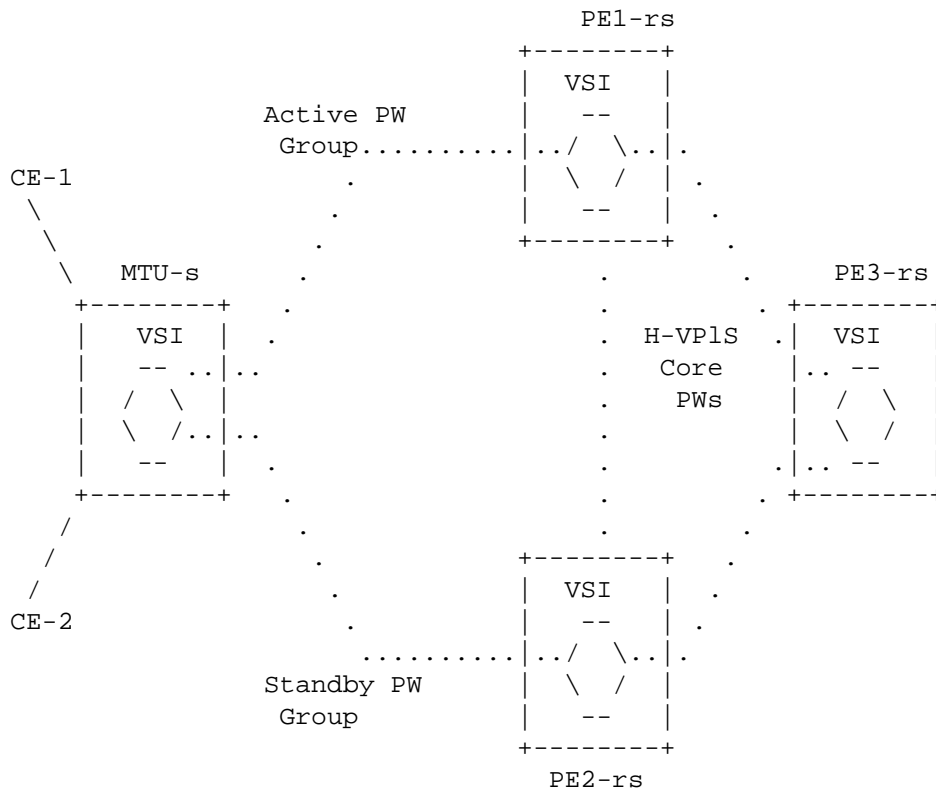 PE1-rs
VSI
Active PW
Group
CE-1
MTU-s
PE3-rs
VSI
H-VPlS
VSI
Core
PWs
VSI
CE-2
Standby PW
Group
PE2-rs